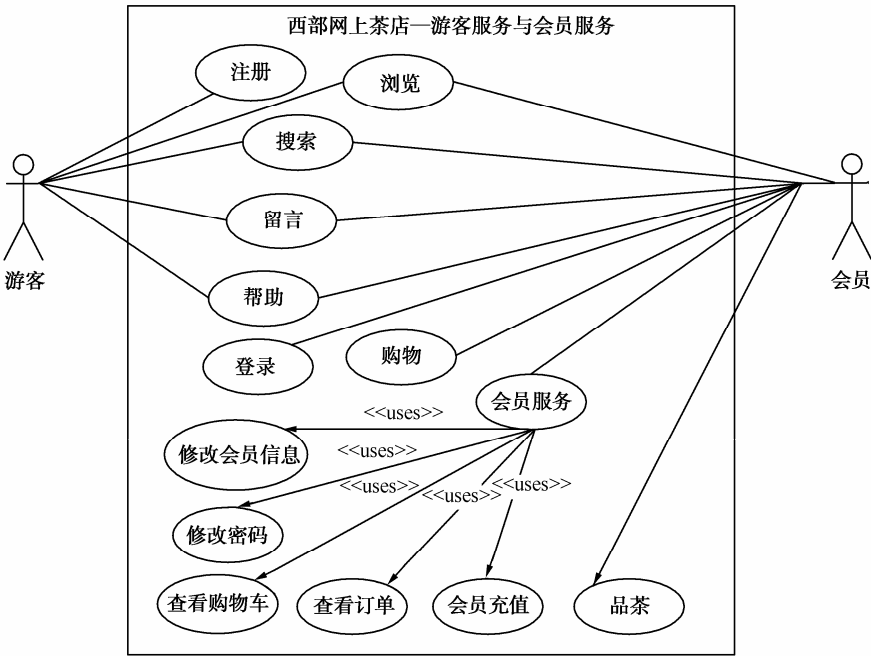 西部网上茶店—游客服务与会员服务
注册
浏览
搜索
游客
会员
留言
帮助
登录
购物
会员服务
<<uses>>
修改会员信息
<<uses>>
<<uses>>
<<uses>>
<<uses>>
修改密码
查看购物车
查看订单
会员充值
品茶